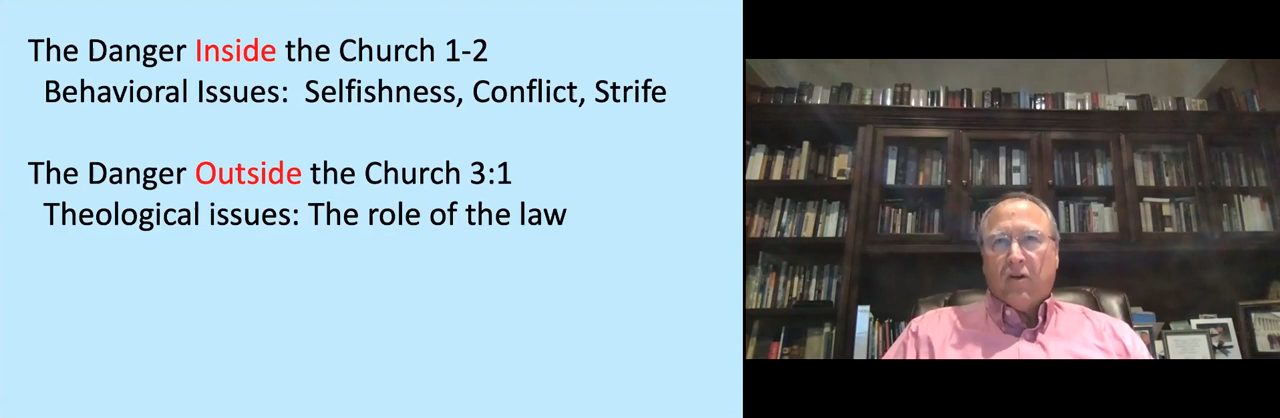 The Danger Inside the Church 1-2
Behavioral Issues: Selfishness, Conflict, Strife
The Danger Outside the Church 3:1
Theological issues: The role of the law